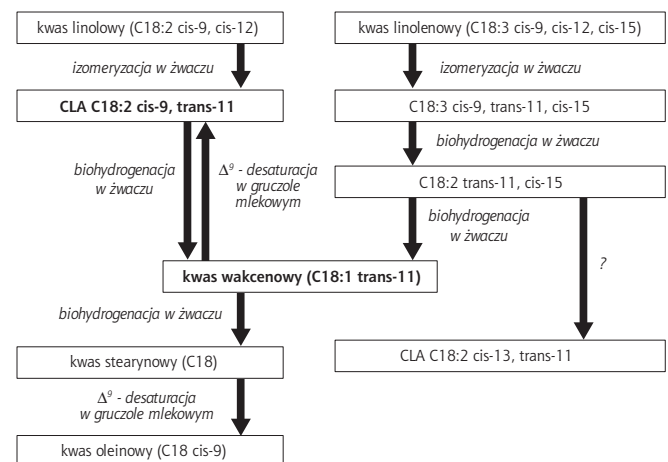 kwas linolowy (C18:2 cis-9, cis-12)
kwas linolenowy (C18:3 cis-9, cis-12, cis-15)
izomeryzacja w żwaczu
izomeryzacja w żwaczu
CLA C18:2 cis-9, trans-11
C18:3 cis-9, trans-11, cis-15
biohydrogenacja w żwaczu
biohydrogenacja
w żwaczu
Δ⁹ - desaturacja
w gruczole
mlekowym
C18:2 trans-11, cis-15
biohydrogenacja
w żwaczu
?
kwas wakcenowy (C18:1 trans-11)
biohydrogenacja w żwaczu
kwas stearynowy (C18)
CLA C18:2 cis-13, trans-11
Δ⁹ - desaturacja
w gruczole mlekowym
kwas oleinowy (C18 cis-9)